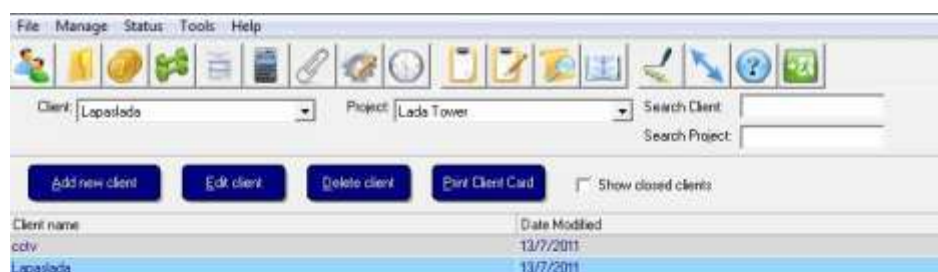 File Manage Status Tools Help
Client: Lapaslada Project: Lada Tower Search Client:
Search Project:
Add new client Edit client Delete client Print Client Card Show closed clients
Client name Date Modified
cctv 13/7/2011
Lapaslada 13/7/2011